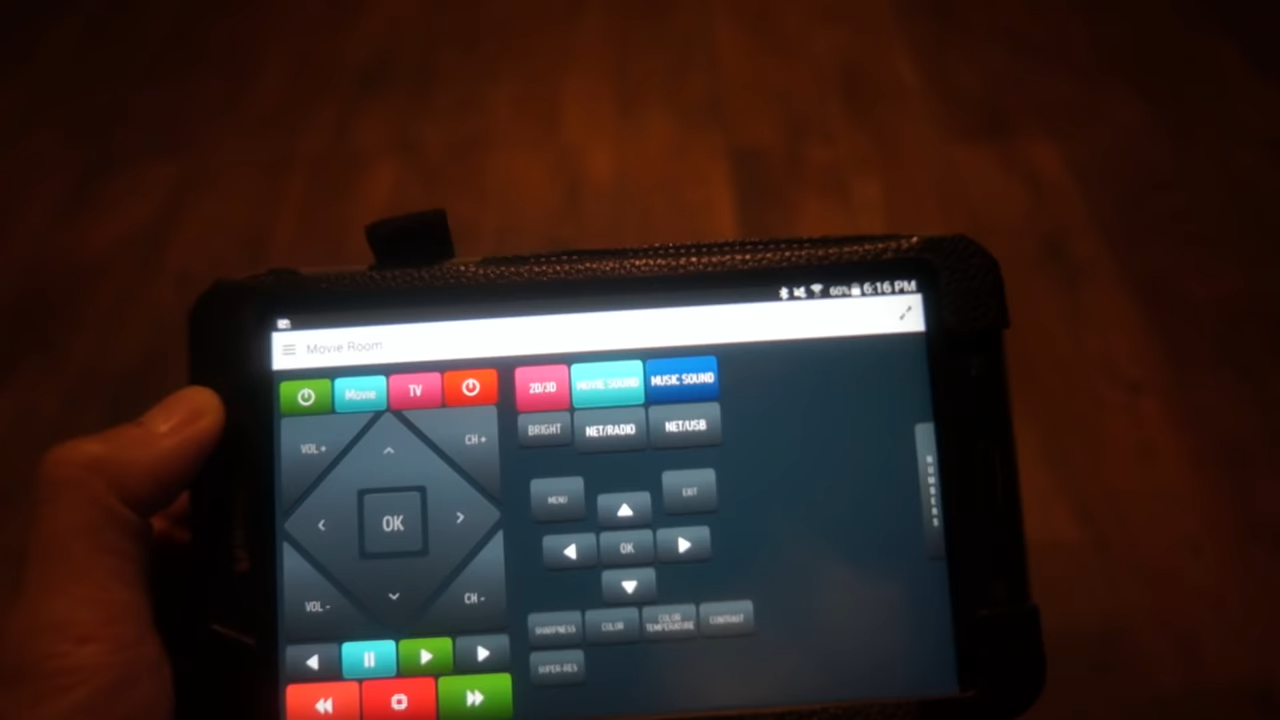 60% 6:16 PM
Movie Room
Movie TV
2D/3D MOVIE SOUND MUSIC SOUND
BRIGHT NET/RADIO NET/USB
VOL+ CH+
MENU EXIT
OK
OK
VOL- CH-
SHARPNESS COLOR COLOR TEMPERATURE CONTRAST
SUPER-RES
NUMBERS